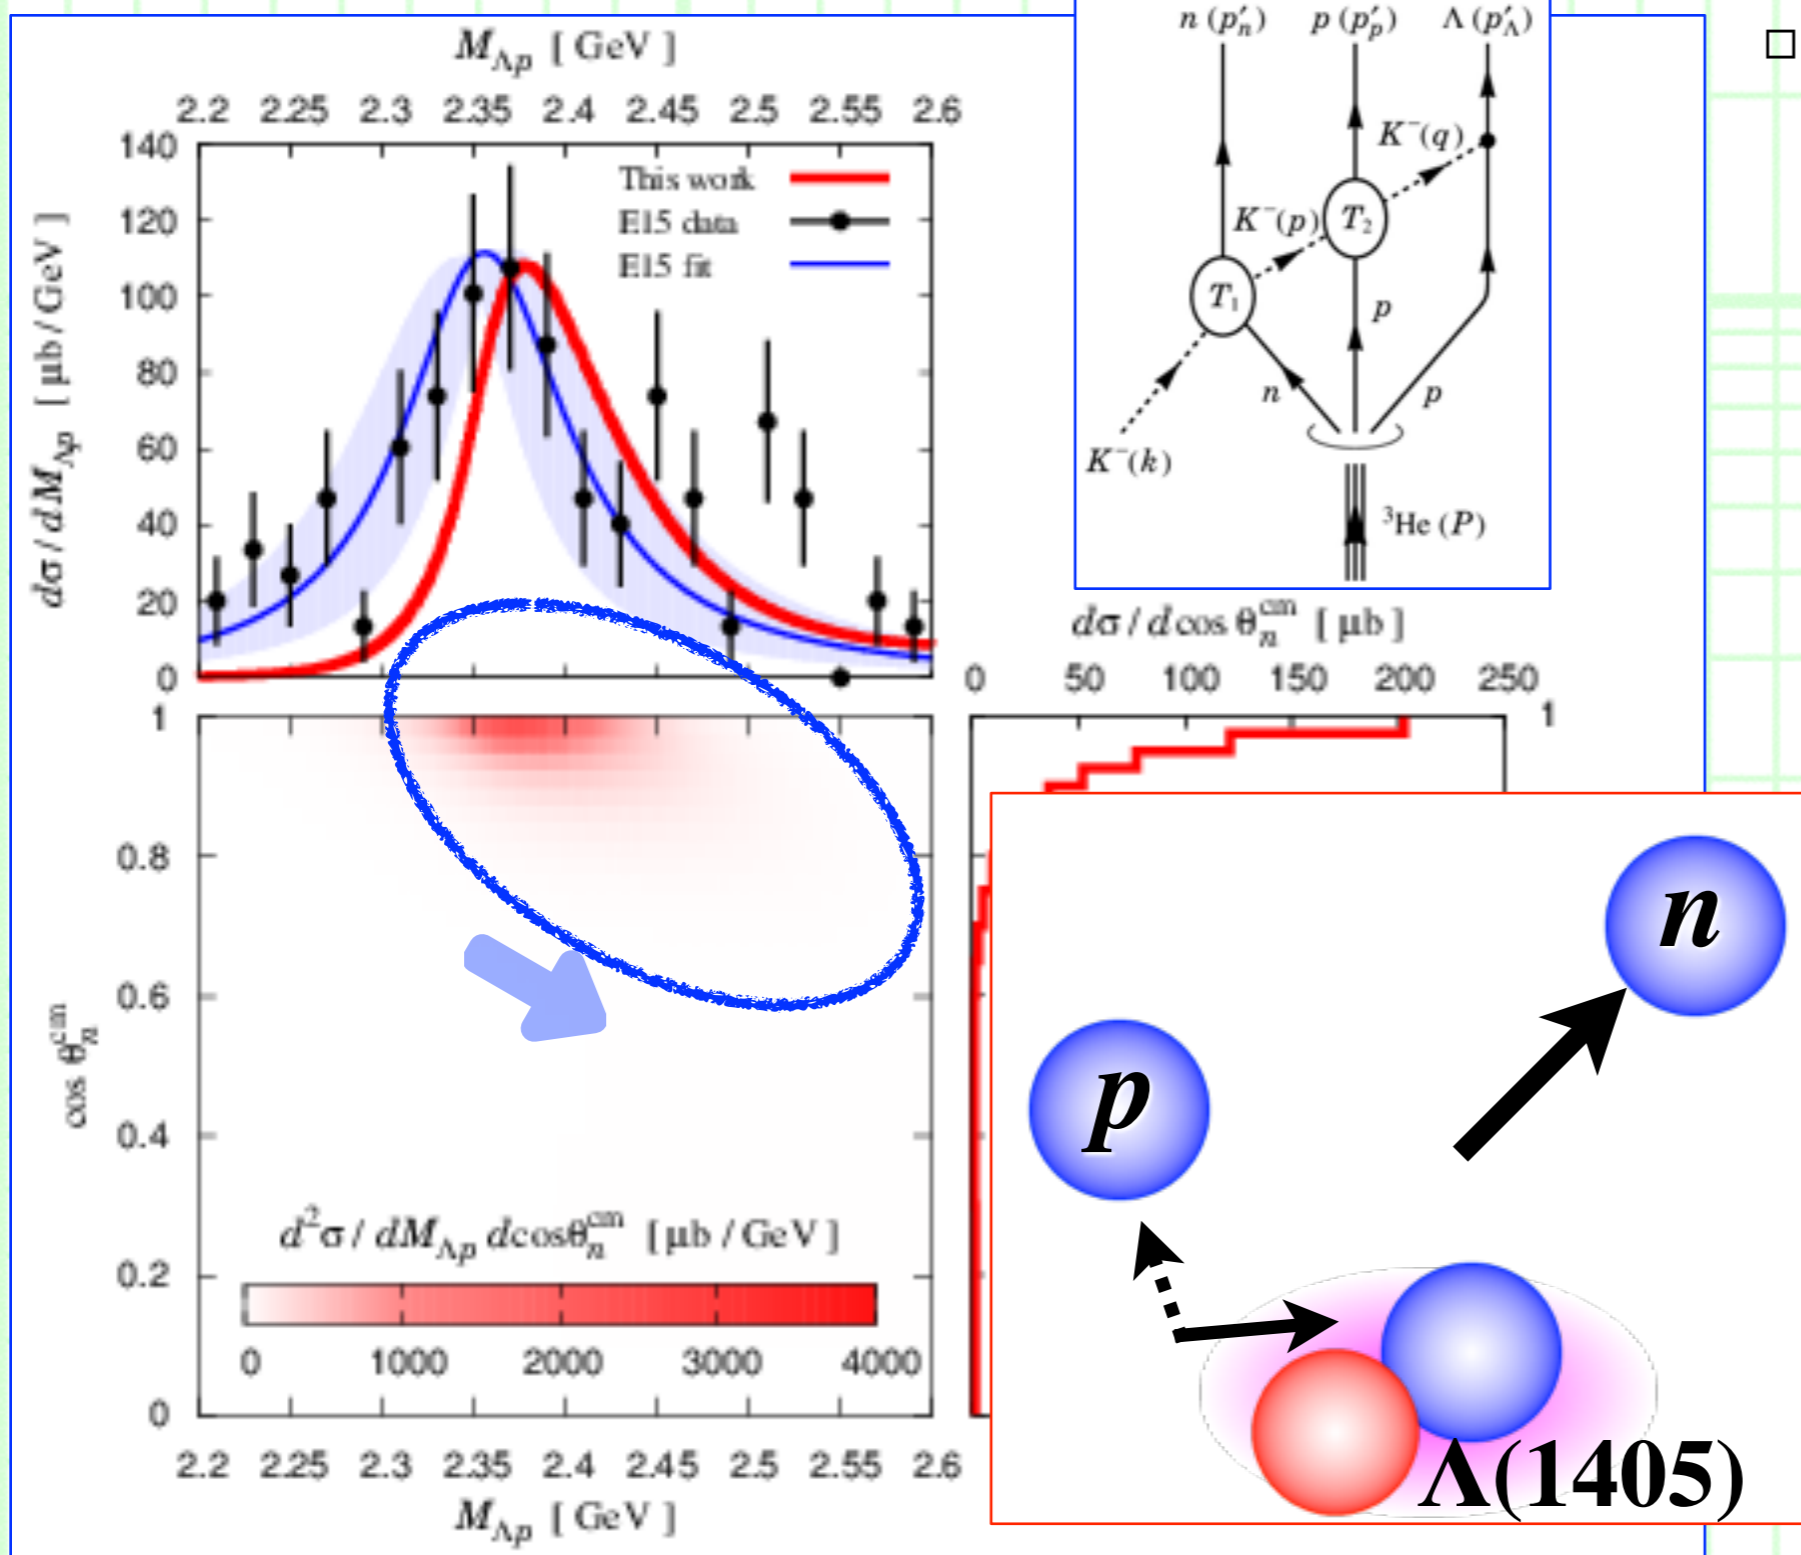 M_Λp [ GeV ]
2.2 2.25 2.3 2.35 2.4 2.45 2.5 2.55 2.6
dσ / dM_Λp [ μb / GeV ]
140
120
100
80
60
40
20
0
This work
E15 data
E15 fit
n (p′_n) p (p′_p) Λ (p′_Λ)
K⁻(q)
K⁻(p)
T₂
T₁
p
n
p
K⁻(k)
³He (P)
dσ / d cos θ_n^cm [ μb ]
0 50 100 150 200 250
1
cos θ_n^cm
1
0.8
0.6
0.4
0.2
0
d²σ / dM_Λp dcosθ_n^cm [ μb / GeV ]
0 1000 2000 3000 4000
2.2 2.25 2.3 2.35 2.4 2.45 2.5 2.55 2.6
M_Λp [ GeV ]
n
p
Λ(1405)